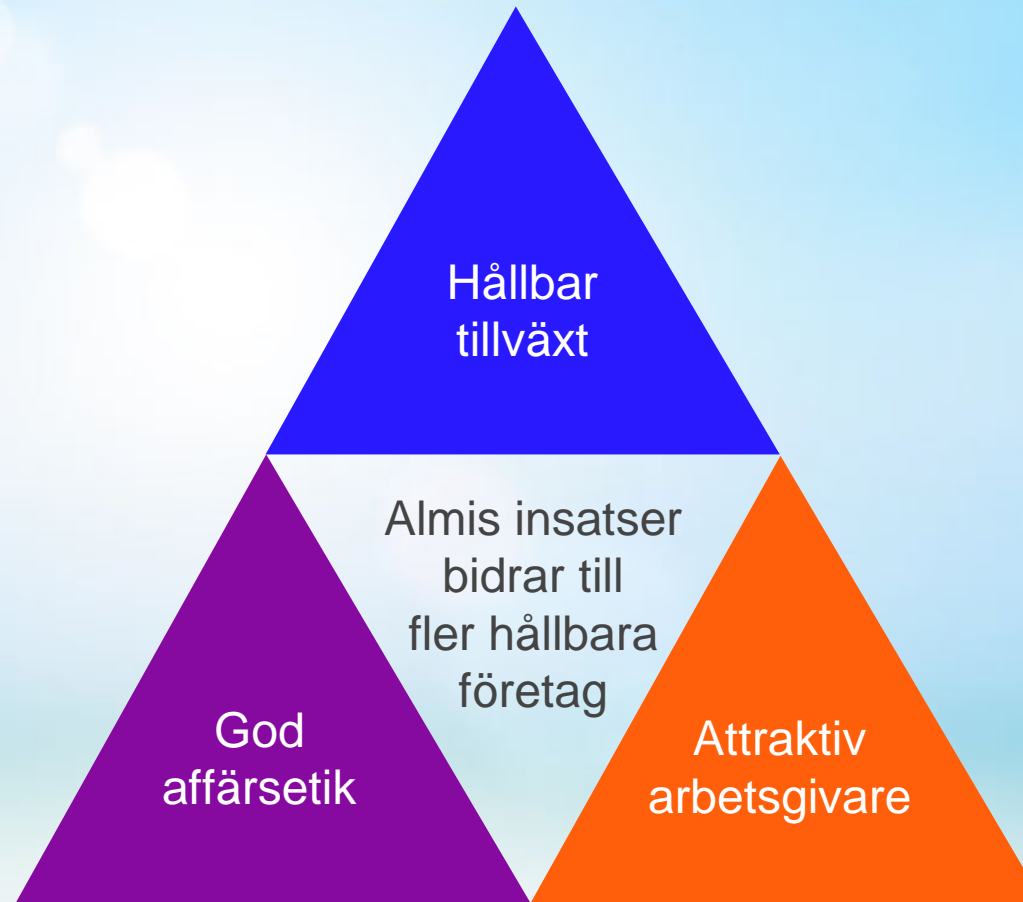 Hållbar
tillväxt
Almis insatser
bidrar till
fler hållbara
företag
God
affärsetik
Attraktiv
arbetsgivare